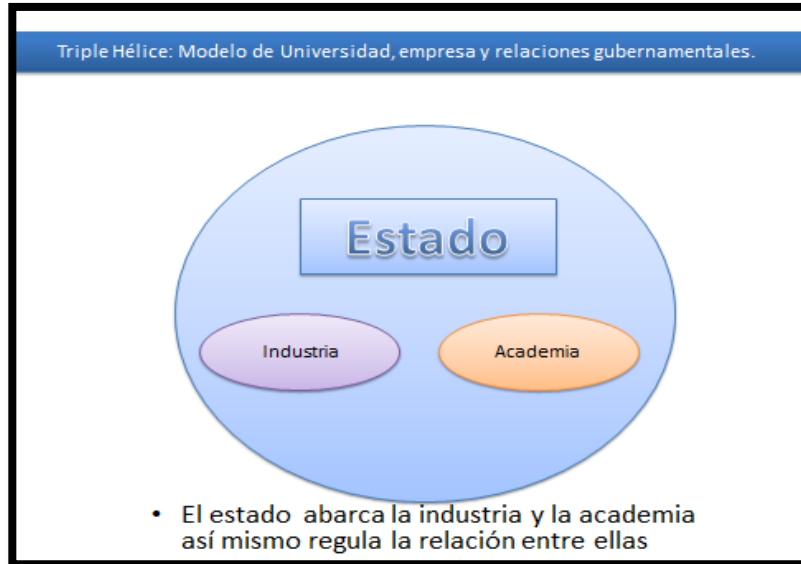 Triple Hélice: Modelo de Universidad, empresa y relaciones gubernamentales.
Estado
Industria
Academia
• El estado abarca la industria y la academia
así mismo regula la relación entre ellas